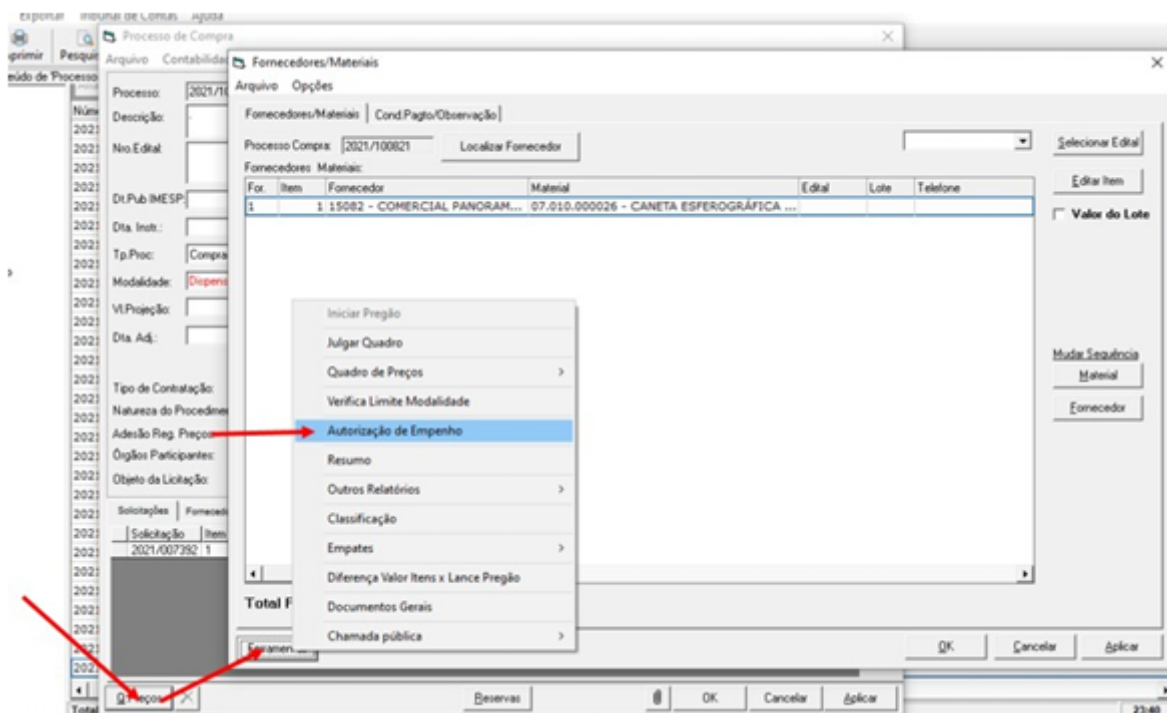 Exportar Tribunal de Contas Ajuda
Pesquis
Processo de Compra
Arquivo Contabilidad
Processo: 2021/10
Descrição:
Nro.Edital:
Dt.Pub IMESP:
Dta. Instr.:
Tp.Proc: Compra
Modalidade: Dispens
Vl.Projeção:
Dta. Adj.:
Tipo de Contratação:
Natureza do Procedime
Adesão Reg. Preços
Órgãos Participantes:
Objeto da Licitação:
Solicitações Forneced
Solicitação Item
2021/007392 1
Fornecedores/Materiais
Arquivo Opções
Fornecedores/Materiais Cond.Pagto/Observação
Processo Compra: 2021/100821 Localizar Fornecedor
Fornecedores Materiais:
For. Item Fornecedor Material Edital Lote Telefone
1 1 15082 - COMERCIAL PANORAM... 07.010.000026 - CANETA ESFEROGRÁFICA ...
Selecionar Edital
Editar Item
Valor do Lote
Mudar Sequência
Material
Fornecedor
Iniciar Pregão
Julgar Quadro
Quadro de Preços
Verifica Limite Modalidade
Autorização de Empenho
Resumo
Outros Relatórios
Classificação
Empates
Diferença Valor Itens x Lance Pregão
Documentos Gerais
Chamada pública
Total F
OK Cancelar Aplicar
Reservas OK Cancelar Aplicar
Total
23:40